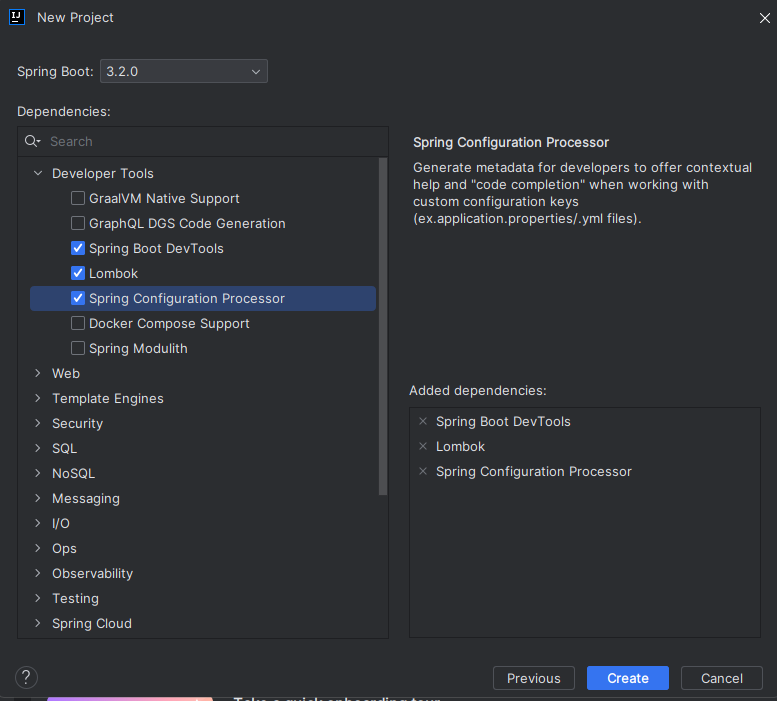 New Project
Spring Boot: 3.2.0
Dependencies:
Search
Developer Tools
GraalVM Native Support
GraphQL DGS Code Generation
Spring Boot DevTools
Lombok
Spring Configuration Processor
Docker Compose Support
Spring Modulith
Web
Template Engines
Security
SQL
NoSQL
Messaging
I/O
Ops
Observability
Testing
Spring Cloud
Spring Configuration Processor
Generate metadata for developers to offer contextual
help and "code completion" when working with
custom configuration keys
(ex.application.properties/.yml files).
Added dependencies:
Spring Boot DevTools
Lombok
Spring Configuration Processor
?
Previous
Create
Cancel
Take a quick onboarding tour